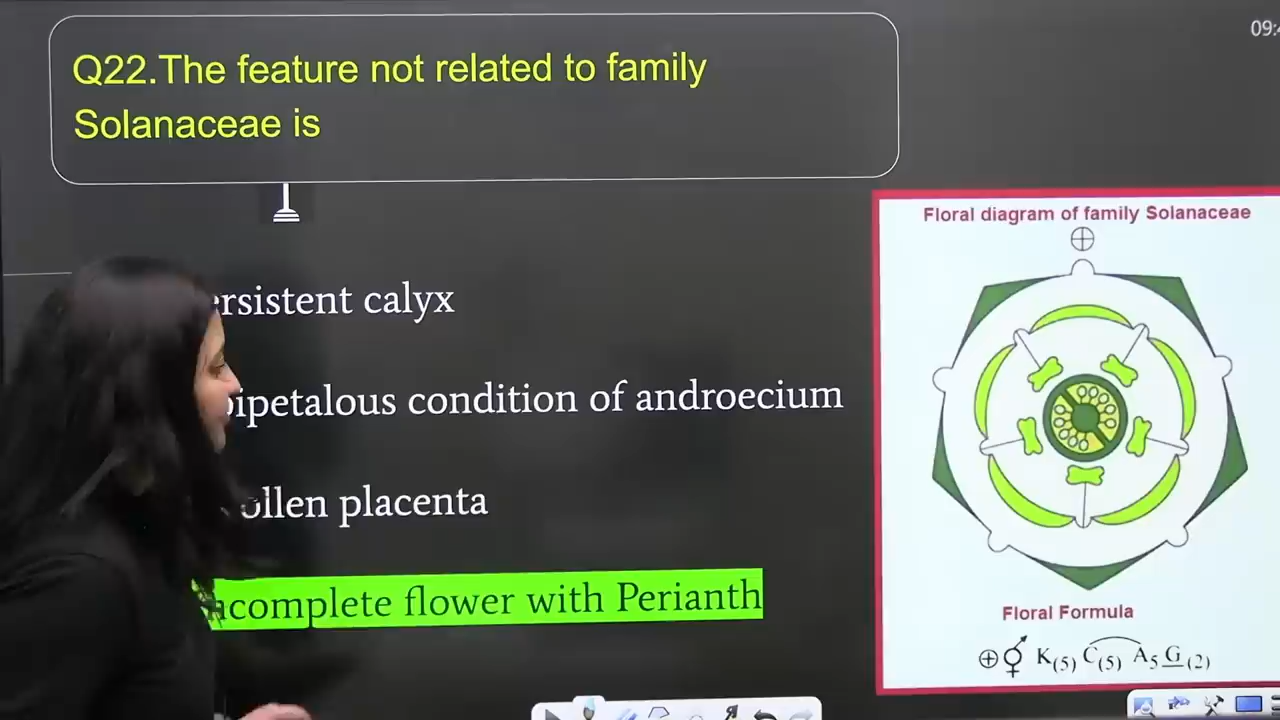 09:
Q22.The feature not related to family
Solanaceae is
ersistent calyx
ipetalous condition of androecium
ollen placenta
complete flower with Perianth
Floral diagram of family Solanaceae
Floral Formula
⊕ ⚥ K(5) C(5) A5 G(2)